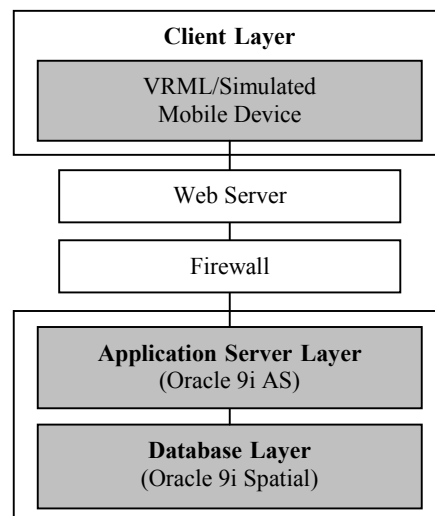 Client Layer
VRML/Simulated
Mobile Device
Web Server
Firewall
Application Server Layer
(Oracle 9i AS)
Database Layer
(Oracle 9i Spatial)